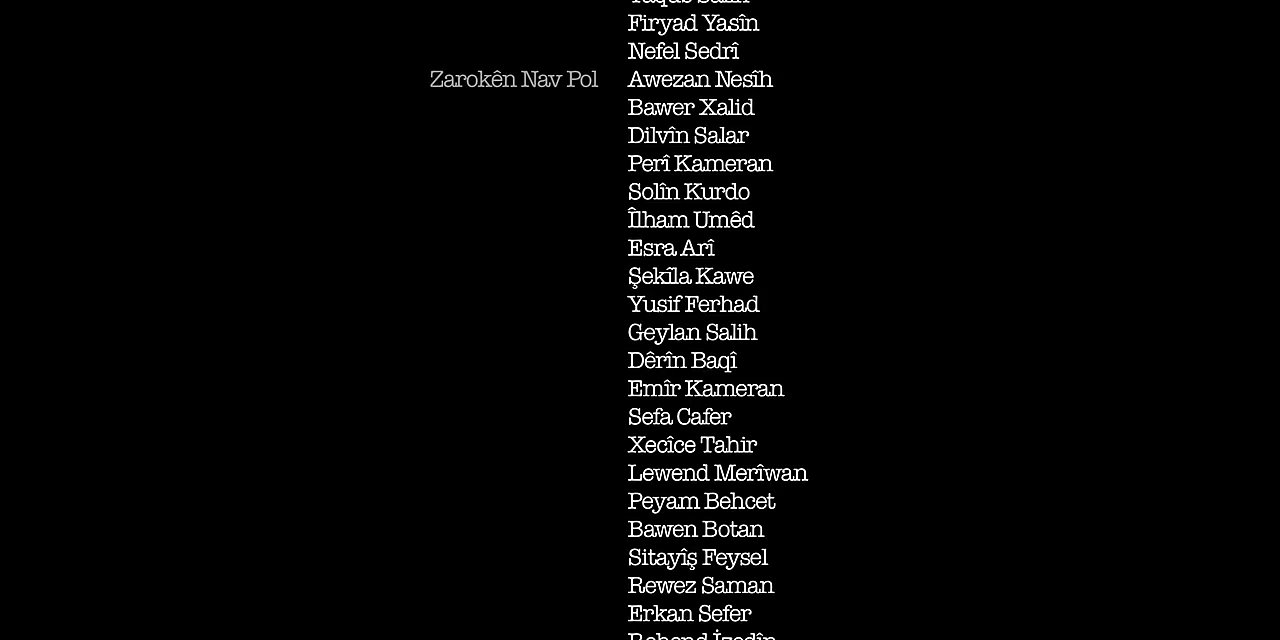 Firyad Yasîn
Nefel Sedrî
Zarokên Nav Pol Awezan Nesîh
Bawer Xalid
Dilvîn Salar
Perî Kameran
Solîn Kurdo
Îlham Umêd
Esra Arî
Şekîla Kawe
Yusif Ferhad
Geylan Salih
Dêrîn Baqî
Emîr Kameran
Sefa Cafer
Xecîce Tahir
Lewend Merîwan
Peyam Behcet
Bawen Botan
Sitayîş Feysel
Rewez Saman
Erkan Sefer